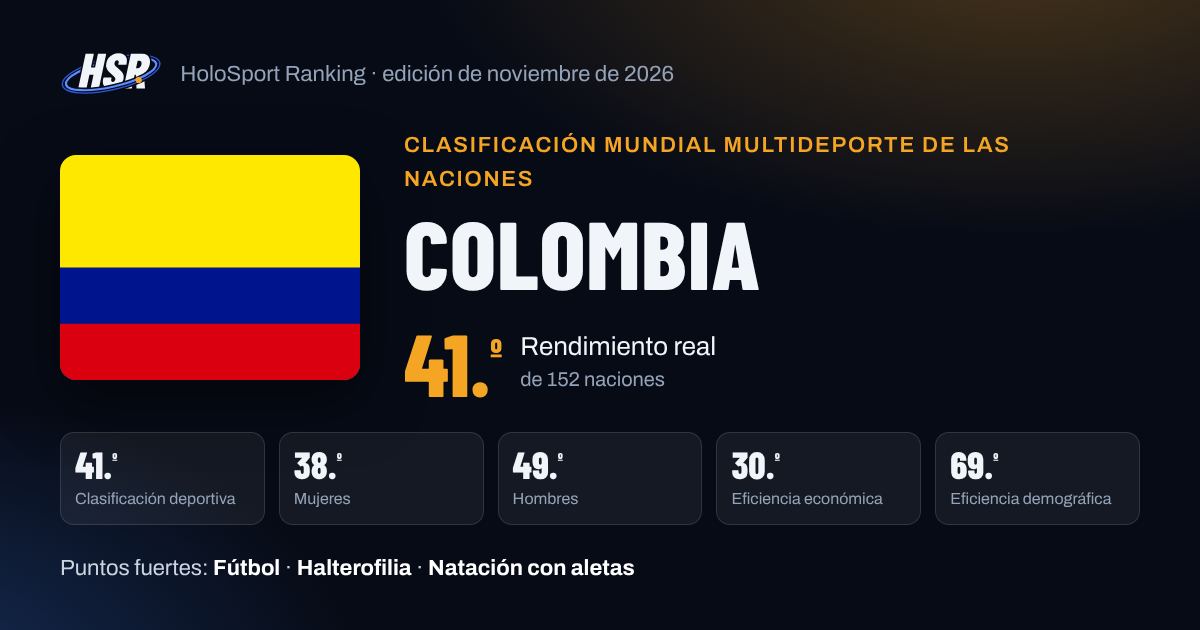 HSR
HoloSport Ranking · edición de noviembre de 2026
CLASIFICACIÓN MUNDIAL MULTIDEPORTE DE LAS
NACIONES
COLOMBIA
41.º
Rendimiento real
de 152 naciones
41.º
Clasificación deportiva
38.º
Mujeres
49.º
Hombres
30.º
Eficiencia económica
69.º
Eficiencia demográfica
Puntos fuertes: Fútbol · Halterofilia · Natación con aletas